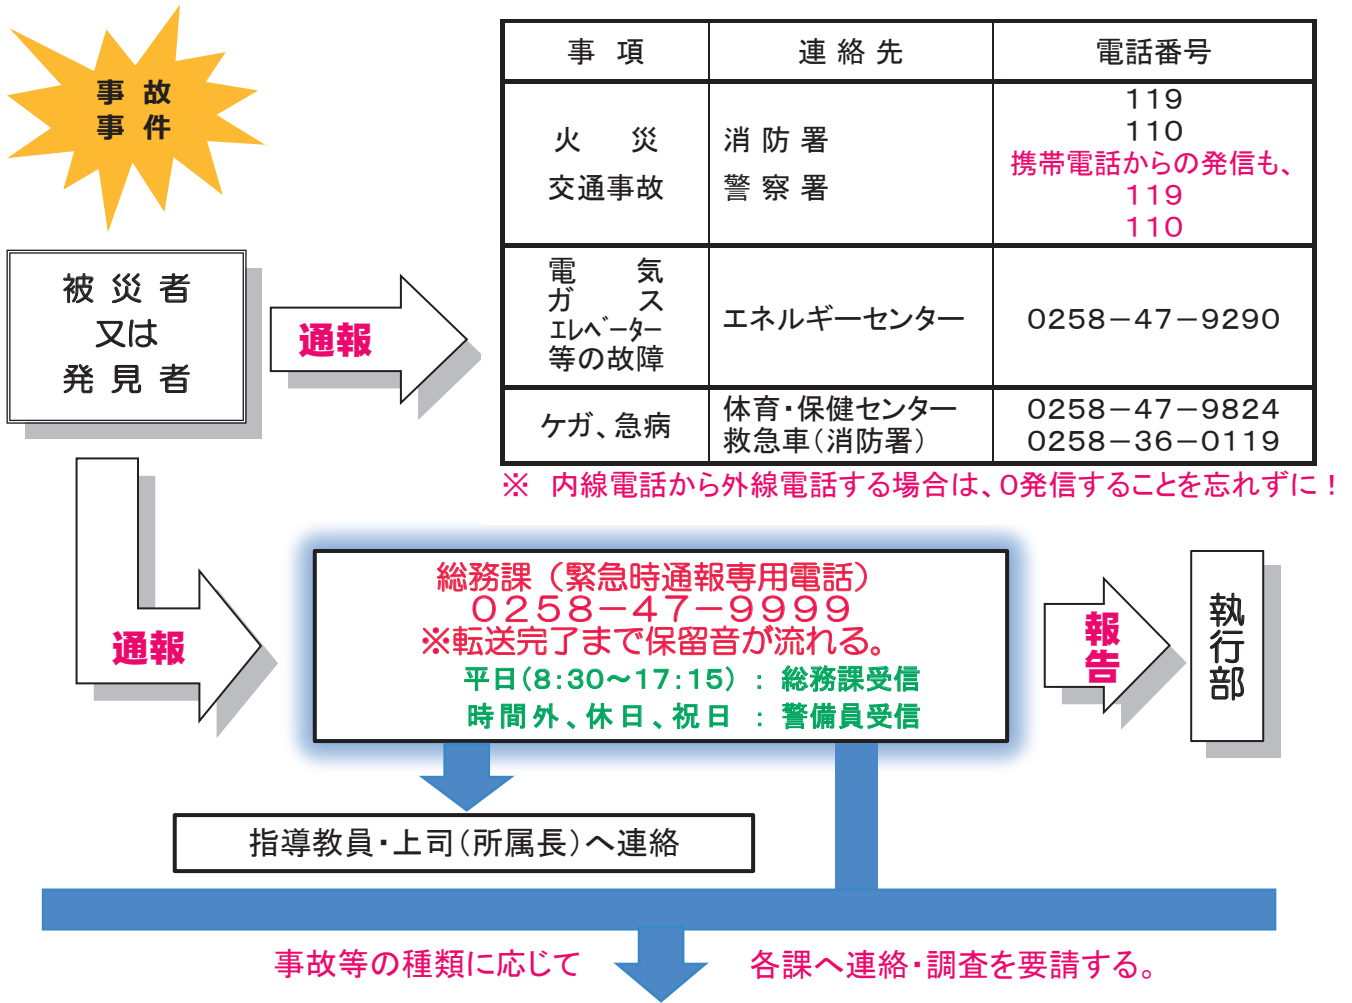 事 故
事 件
事 項
連 絡 先
電話番号
火 災
交通事故
消 防 署
警 察 署
119
110
携帯電話からの発信も、
119
110
電 気
ガ ス
エレベーター
等の故障
エネルギーセンター
0258-47-9290
ケガ、急病
体育・保健センター
救急車(消防署)
0258-47-9824
0258-36-0119
※ 内線電話から外線電話する場合は、0発信することを忘れずに!
被 災 者
又は
発 見 者
通報
通報
総務課(緊急時通報専用電話)
0258-47-9999
※転送完了まで保留音が流れる。
平日(8:30~17:15) : 総務課受信
時間外、休日、祝日 : 警備員受信
報告
執行部
指導教員・上司(所属長)へ連絡
事故等の種類に応じて 各課へ連絡・調査を要請する。